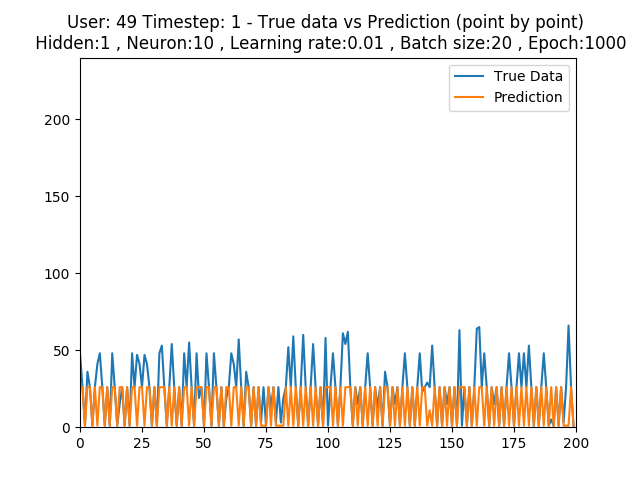 User: 49 Timestep: 1 - True data vs Prediction (point by point)
Hidden:1 , Neuron:10 , Learning rate:0.01 , Batch size:20 , Epoch:1000
True Data
Prediction
200
150
100
50
0
0 25 50 75 100 125 150 175 200